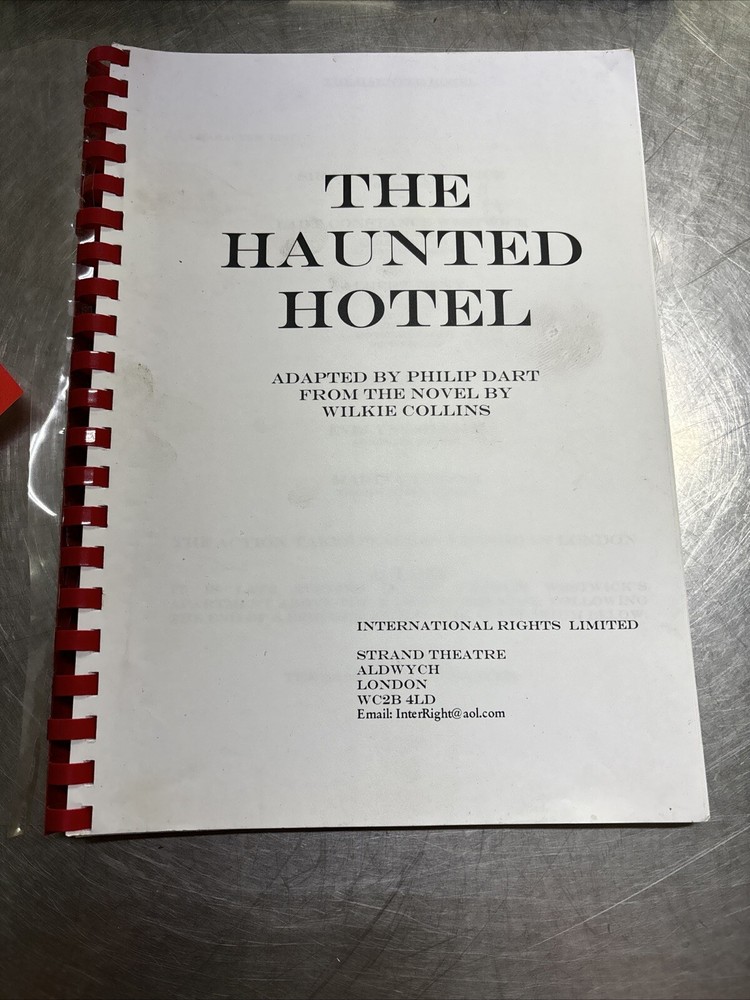 THE
HAUNTED
HOTEL
ADAPTED BY PHILIP DART
FROM THE NOVEL BY
WILKIE COLLINS
INTERNATIONAL RIGHTS LIMITED
STRAND THEATRE
ALDWYCH
LONDON
WC2B 4LD
Email: InterRight@aol.com